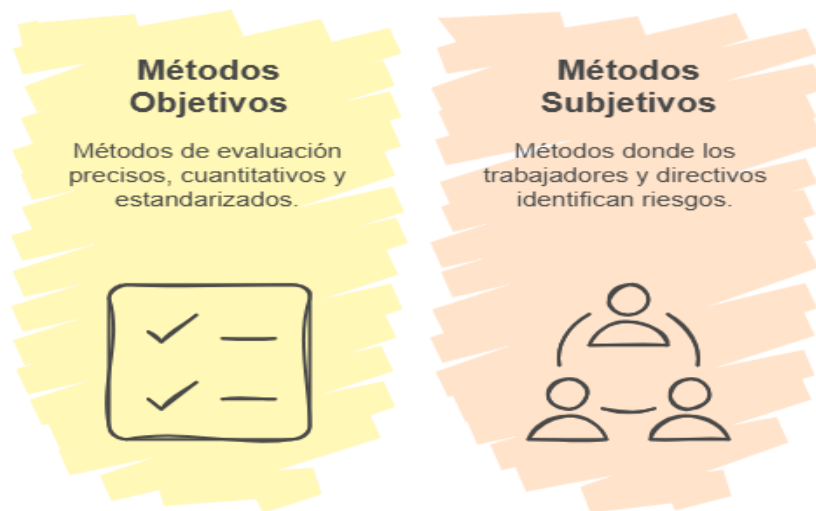 Métodos
Objetivos
Métodos de evaluación
precisos, cuantitativos y
estandarizados.
Métodos
Subjetivos
Métodos donde los
trabajadores y directivos
identifican riesgos.